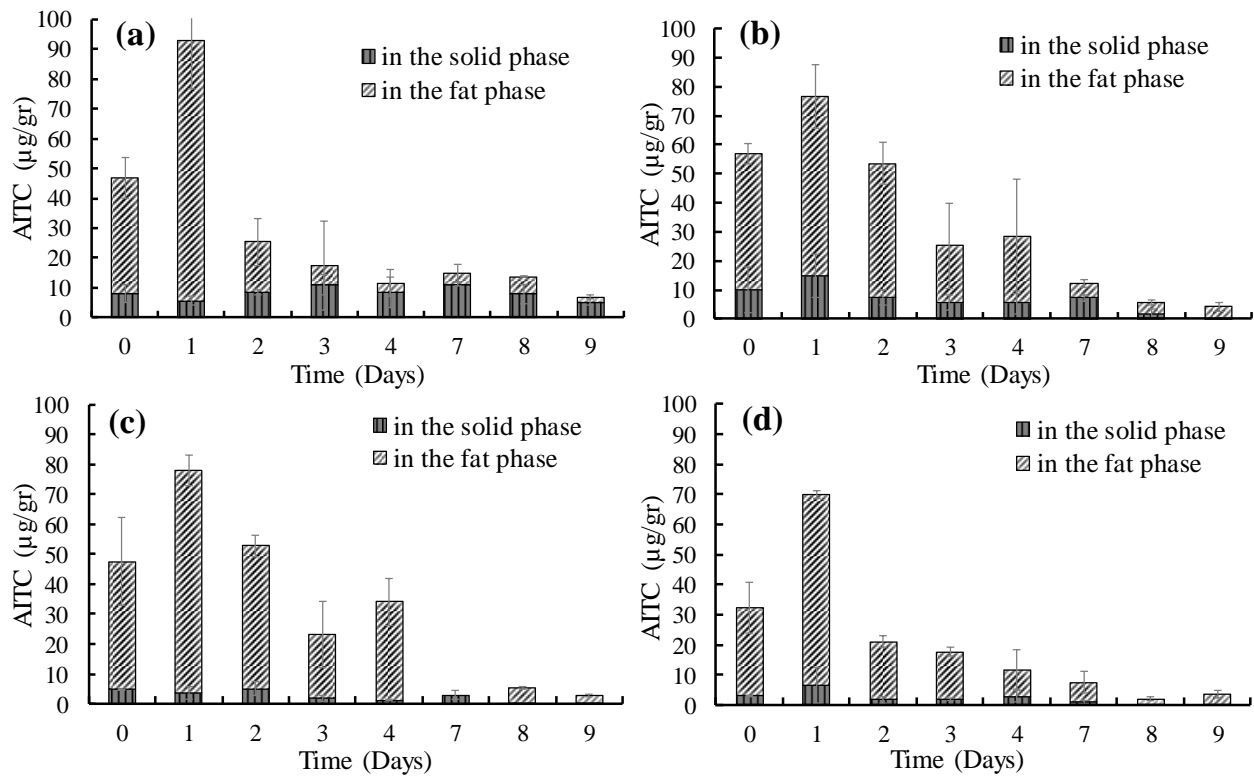 (a)
in the solid phase
in the fat phase
AITC (µg/gr)
100
90
80
70
60
50
40
30
20
10
0
0 1 2 3 4 7 8 9
Time (Days)
(b)
in the solid phase
in the fat phase
AITC (µg/gr)
100
90
80
70
60
50
40
30
20
10
0
0 1 2 3 4 7 8 9
Time (Days)
(c)
in the solid phase
in the fat phase
AITC (µg/gr)
100
90
80
70
60
50
40
30
20
10
0
0 1 2 3 4 7 8 9
Time (Days)
(d)
in the solid phase
in the fat phase
AITC (µg/gr)
100
90
80
70
60
50
40
30
20
10
0
0 1 2 3 4 7 8 9
Time (Days)